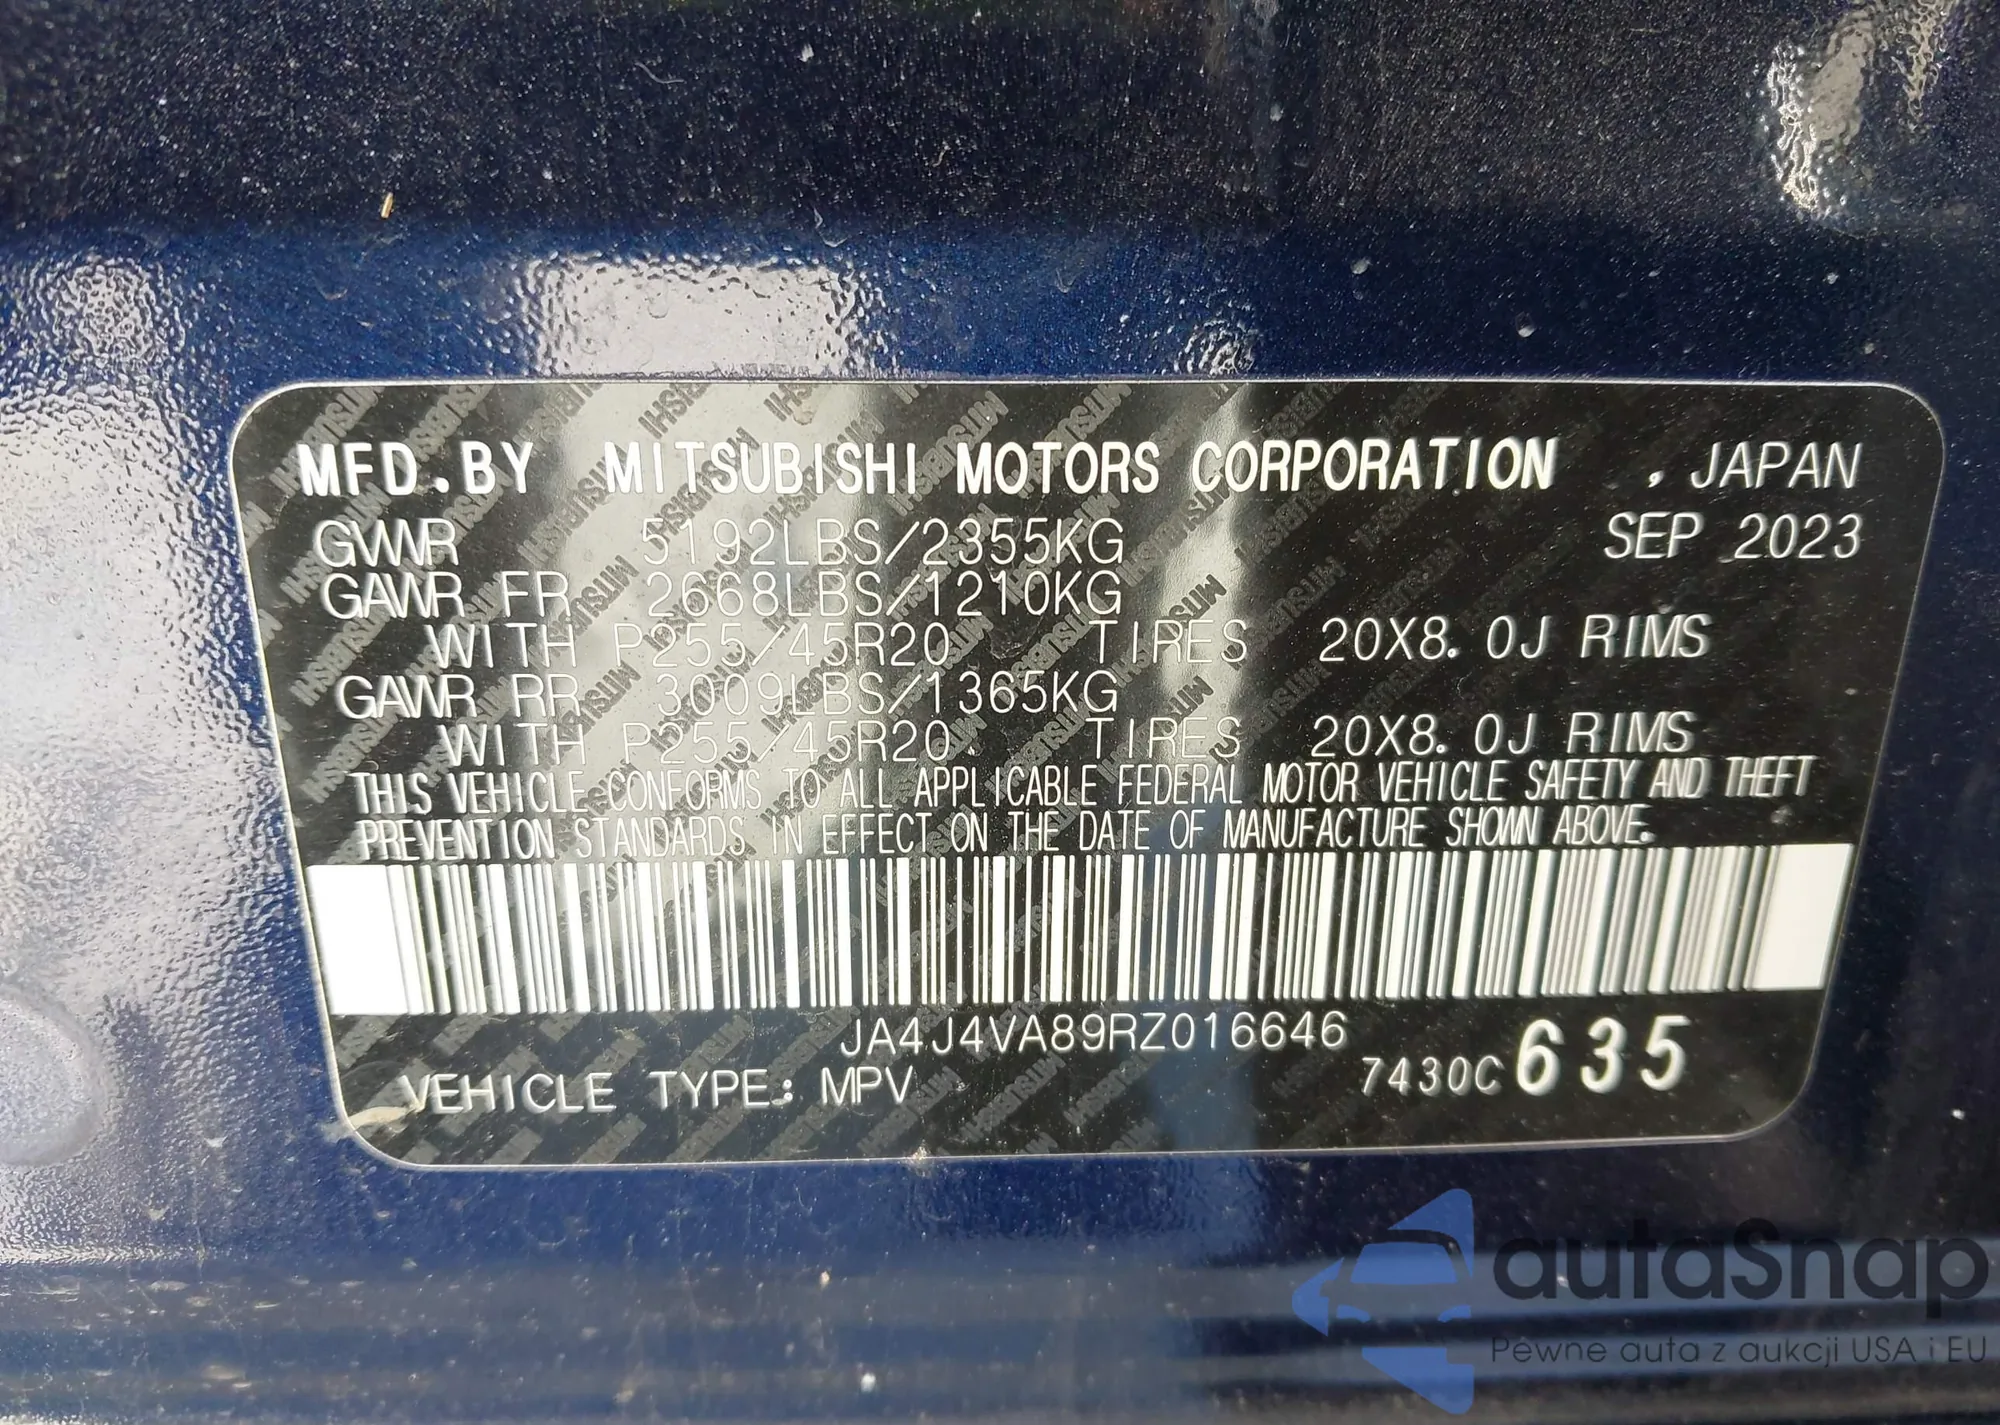 MFD.BY MITSUBISHI MOTORS CORPORATION , JAPAN
GVWR 5192LBS/2355KG SEP 2023
GAWR FR 2668LBS/1210KG
WITH P255/45R20 TIRES 20X8.0J RIMS
GAWR RR 3009LBS/1365KG
WITH P255/45R20 TIRES 20X8.0J RIMS
THIS VEHICLE CONFORMS TO ALL APPLICABLE FEDERAL MOTOR VEHICLE SAFETY AND THEFT
PREVENTION STANDARDS IN EFFECT ON THE DATE OF MANUFACTURE SHOWN ABOVE.
JA4J4VA89RZ016646
VEHICLE TYPE: MPV 7430C 635
autaSnap
Pewne auta z aukcji USA i EU